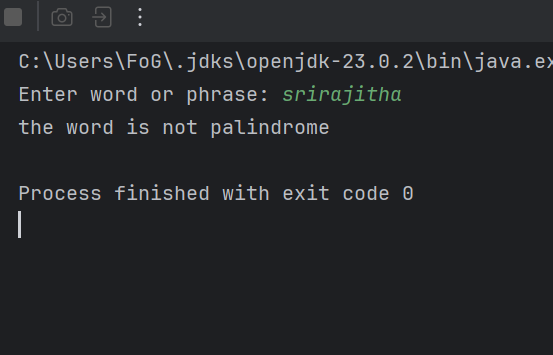 C:\Users\FoG\.jdks\openjdk-23.0.2\bin\java.ex
Enter word or phrase: srirajitha
the word is not palindrome
Process finished with exit code 0